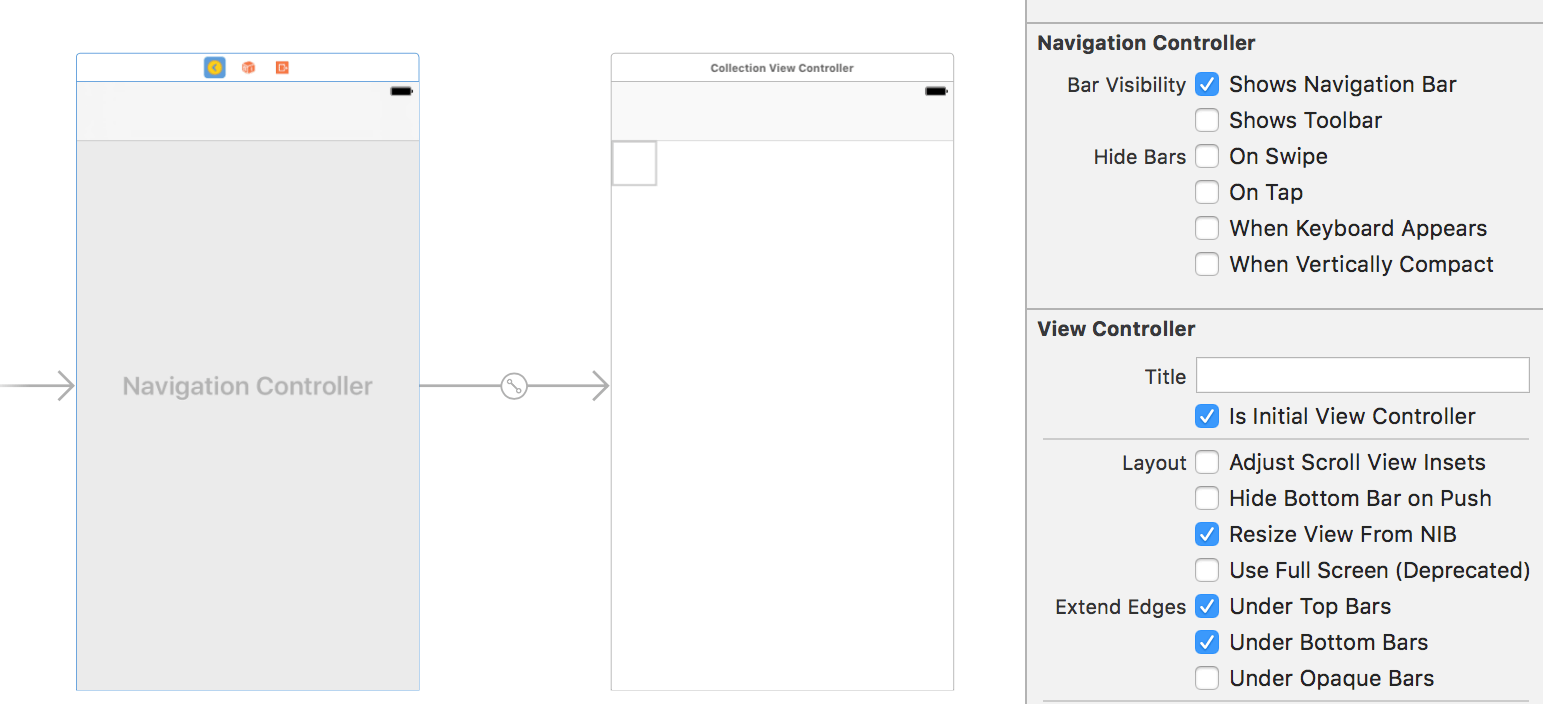 Collection View Controller
Navigation Controller
Navigation Controller
Bar Visibility Shows Navigation Bar
Shows Toolbar
Hide Bars On Swipe
On Tap
When Keyboard Appears
When Vertically Compact
View Controller
Title
Is Initial View Controller
Layout Adjust Scroll View Insets
Hide Bottom Bar on Push
Resize View From NIB
Use Full Screen (Deprecated)
Extend Edges Under Top Bars
Under Bottom Bars
Under Opaque Bars